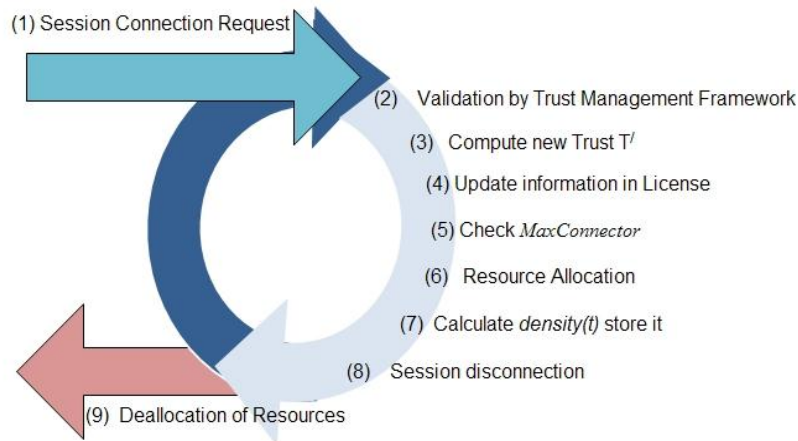 (1) Session Connection Request
(2) Validation by Trust Management Framework
(3) Compute new Trust T/
(4) Update information in License
(5) Check MaxConnector
(6) Resource Allocation
(7) Calculate density(t) store it
(8) Session disconnection
(9) Deallocation of Resources